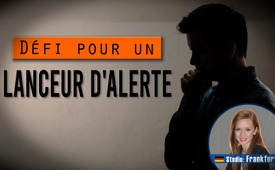 Défi pour un
LANCEUR D'ALERTE
Studio: Frankfur